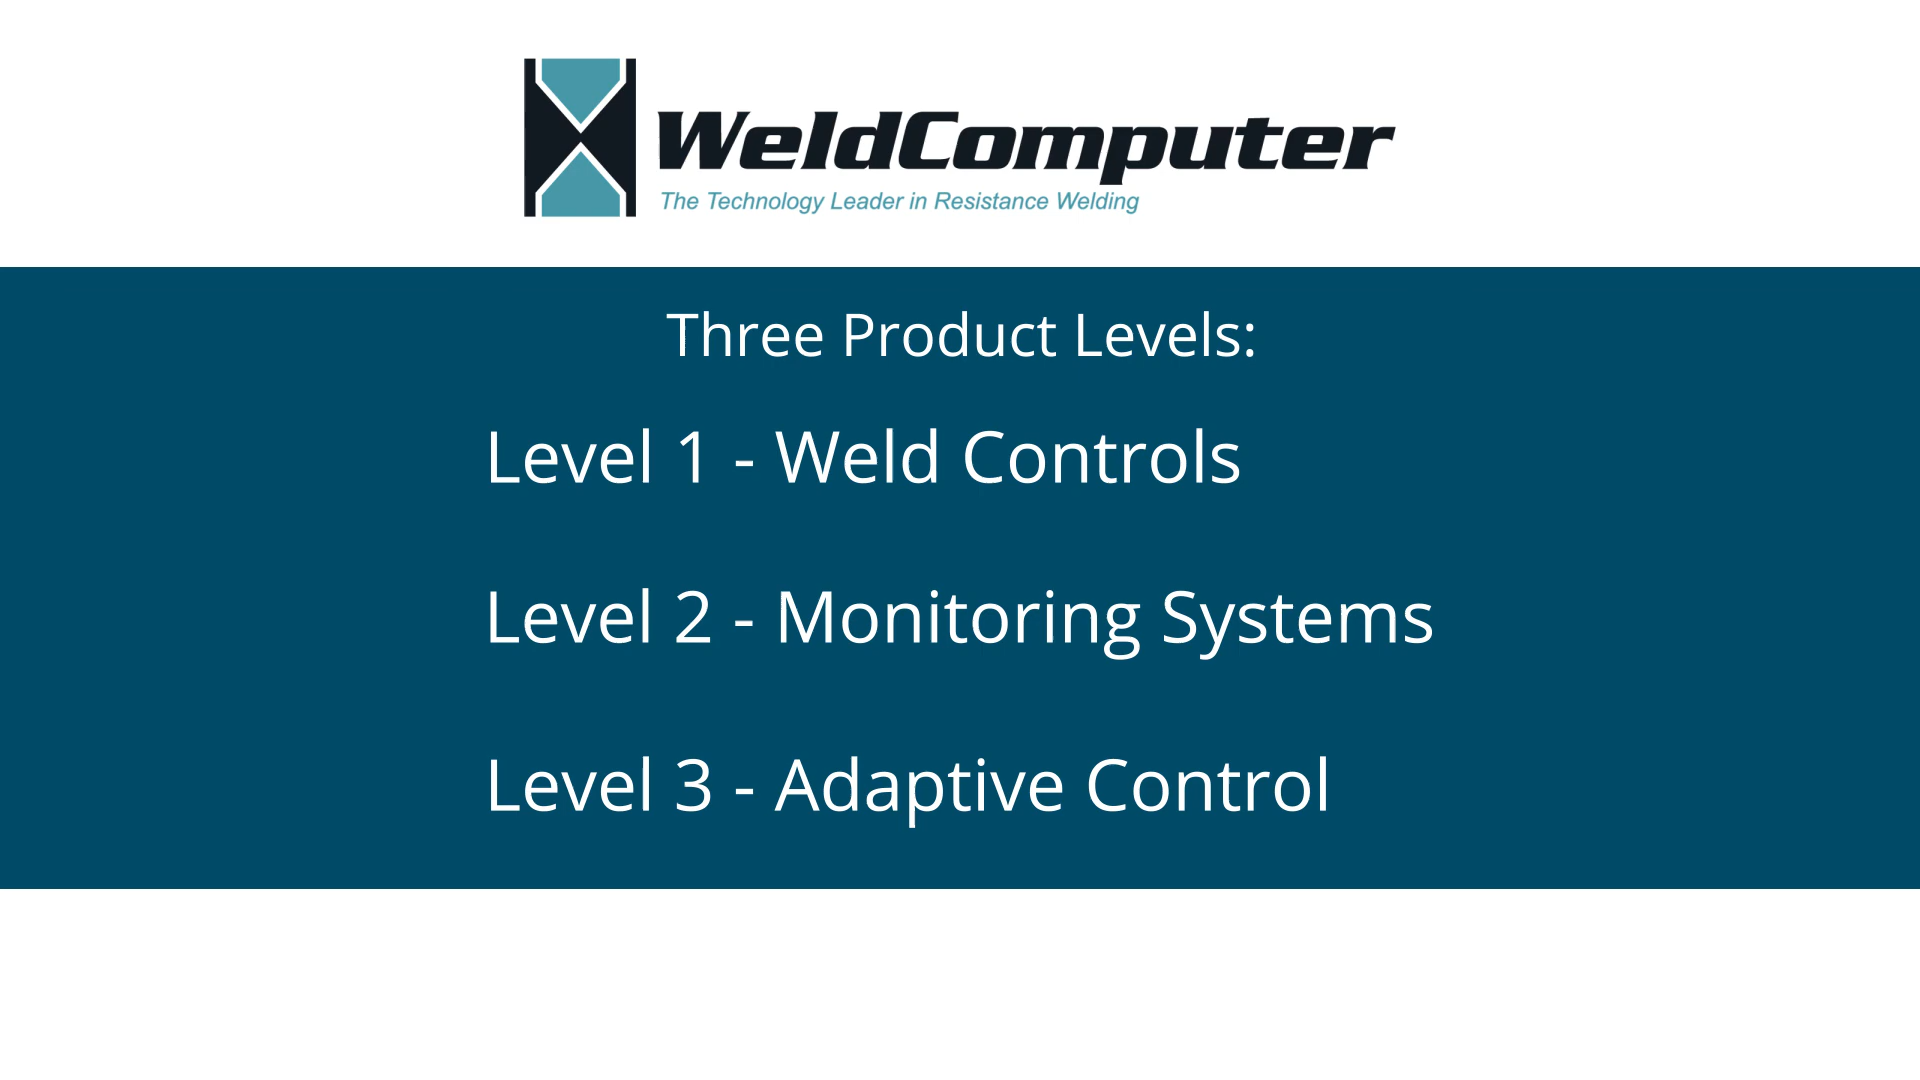 WeldComputer
The Technology Leader in Resistance Welding
Three Product Levels:
Level 1 - Weld Controls
Level 2 - Monitoring Systems
Level 3 - Adaptive Control